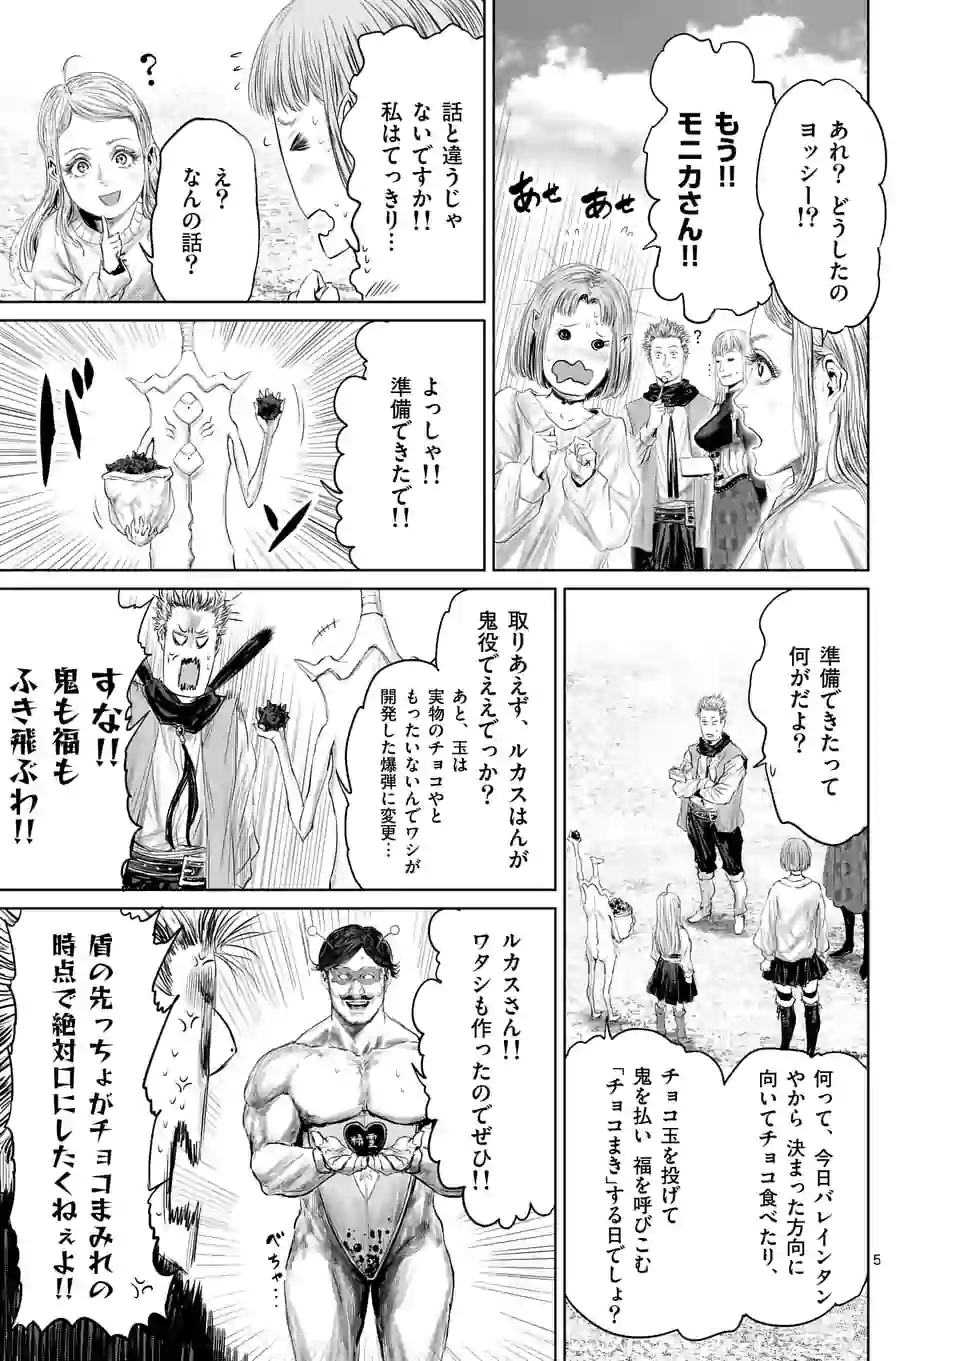 あれ？どうしたの
ヨッシー!?
もう!!
モニカさん!!
あせ
あせ
?
話と違うじゃ
ないですか!!
私はてっきり…
?
え？
なんの話？
よっしゃ!!
準備できたで!!
準備できたって
何がだよ？
何って、今日バレインタン
やから 決まった方向に
向いてチョコ食べたり、
チョコ玉を投げて
鬼を払い 福を呼びこむ
「チョコまき」する日でしょ？
取りあえず、ルカスはんが
鬼役でええでっか？
あと、玉は
実物のチョコやと
もったいないんでワシが
開発した爆弾に変更…
すな!!
鬼も福も
ふき飛ぶわ!!
ルカスさん!!
ワタシも作ったのでぜひ!!
精霊
べちゃ…
盾の先っちょがチョコまみれの
時点で絶対口にしたくねぇよ!!
5